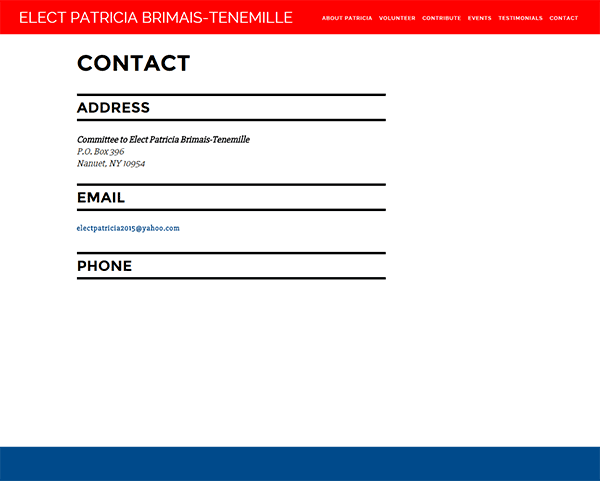 ELECT PATRICIA BRIMAIS-TENEMILLE
ABOUT PATRICIA VOLUNTEER CONTRIBUTE EVENTS TESTIMONIALS CONTACT
CONTACT
ADDRESS
Committee to Elect Patricia Brimais-Tenemille
P.O. Box 396
Nanuet, NY 10954
EMAIL
electpatricia2015@yahoo.com
PHONE